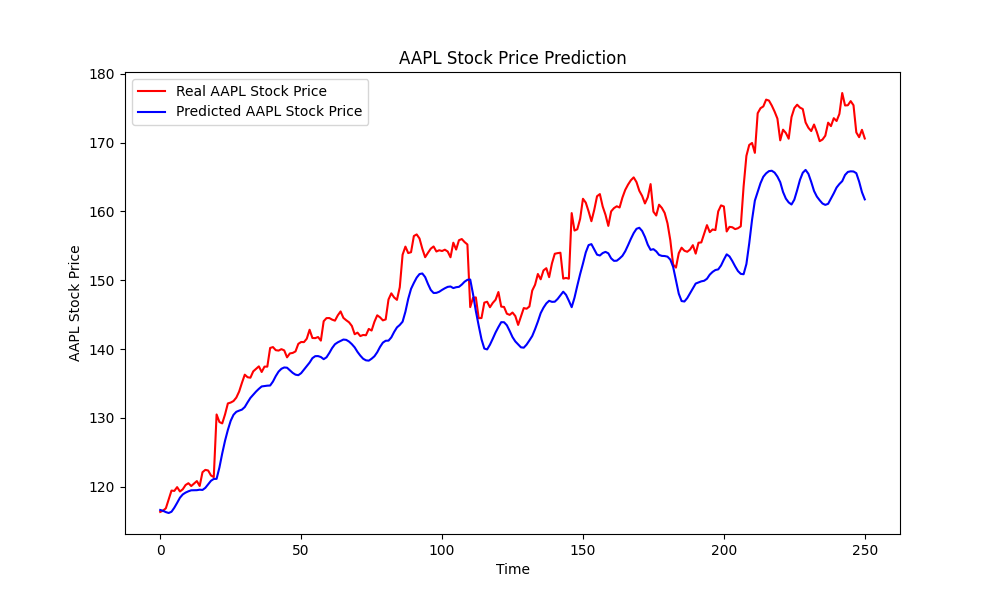 AAPL Stock Price Prediction
Real AAPL Stock Price
Predicted AAPL Stock Price
AAPL Stock Price
180
170
160
150
140
130
120
0 50 100 150 200 250
Time